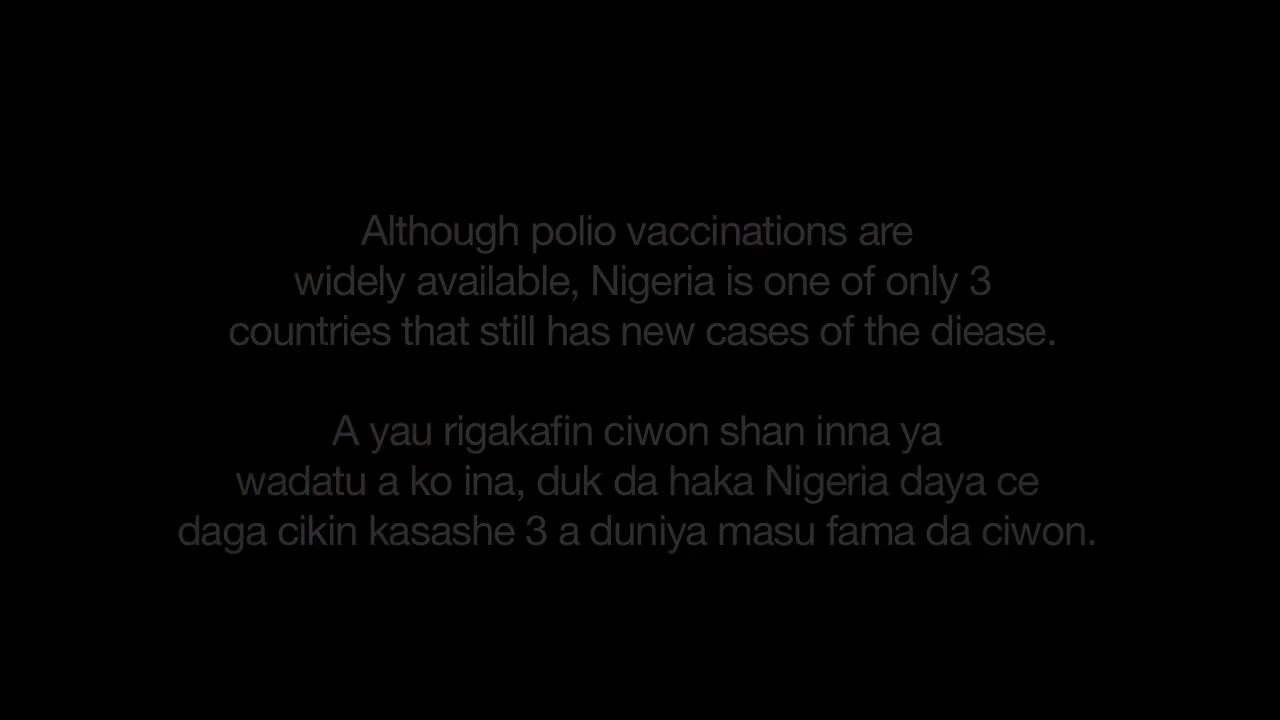 Although polio vaccinations are
widely available, Nigeria is one of only 3
countries that still has new cases of the diease.
A yau rigakafin ciwon shan inna ya
wadatu a ko ina, duk da haka Nigeria daya ce
daga cikin kasashe 3 a duniya masu fama da ciwon.